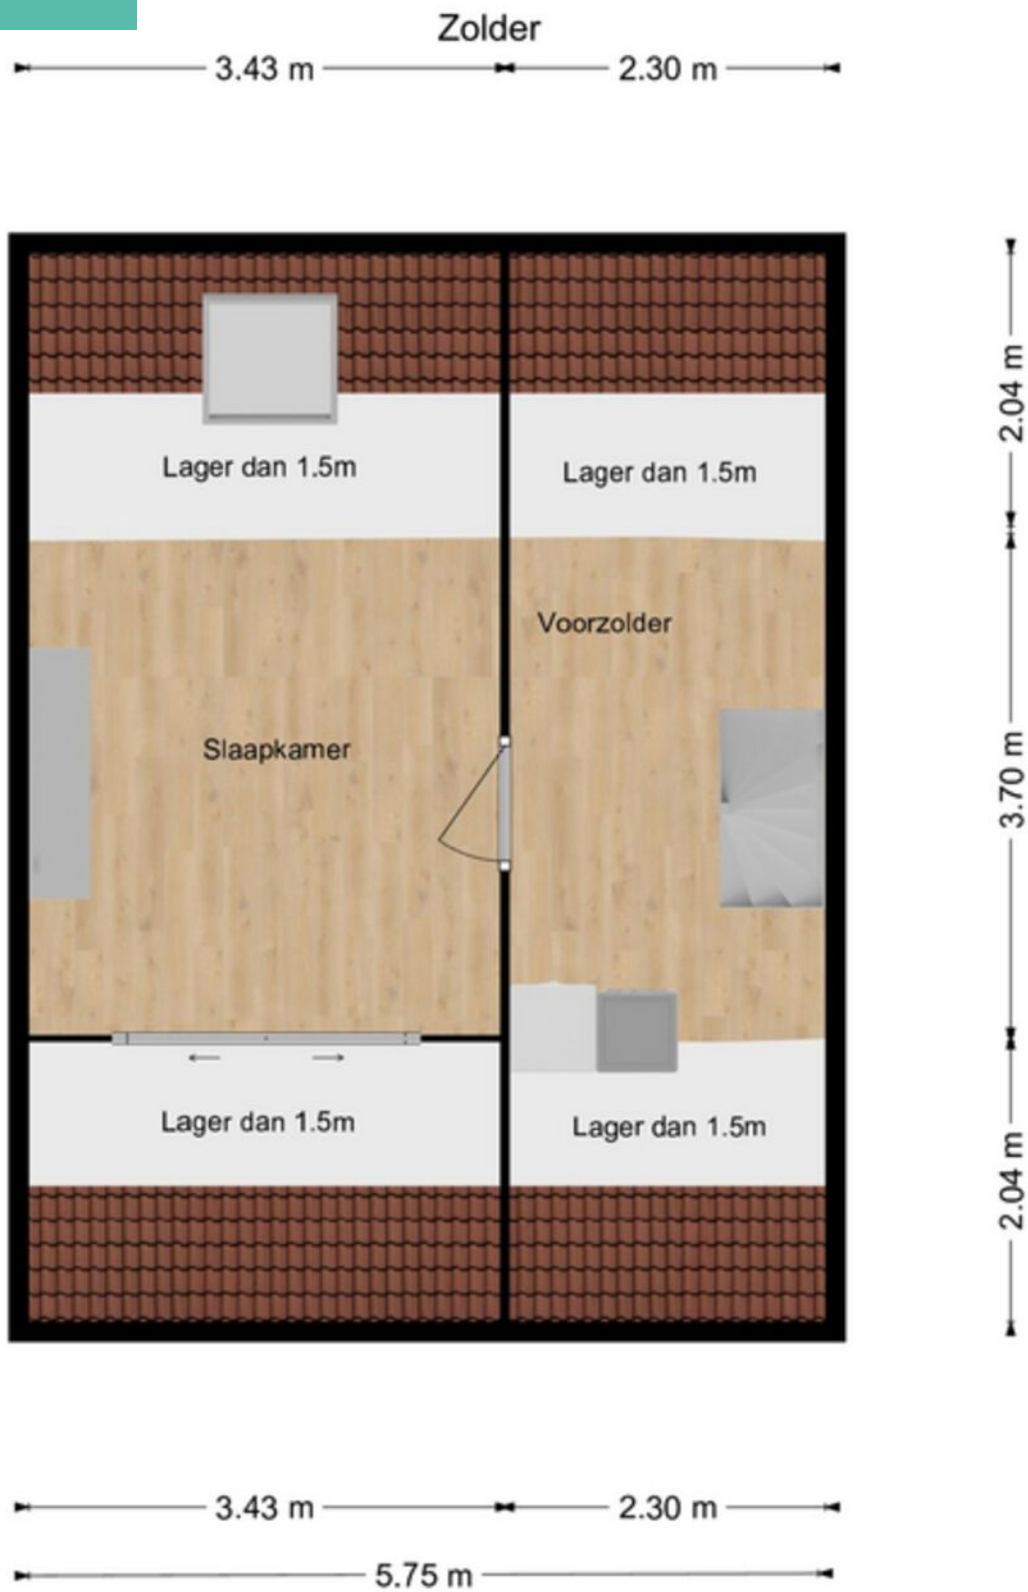 Zolder
3.43 m
2.30 m
2.04 m
Lager dan 1.5m
Lager dan 1.5m
Voorzolder
Slaapkamer
3.70 m
Lager dan 1.5m
Lager dan 1.5m
2.04 m
3.43 m
2.30 m
5.75 m